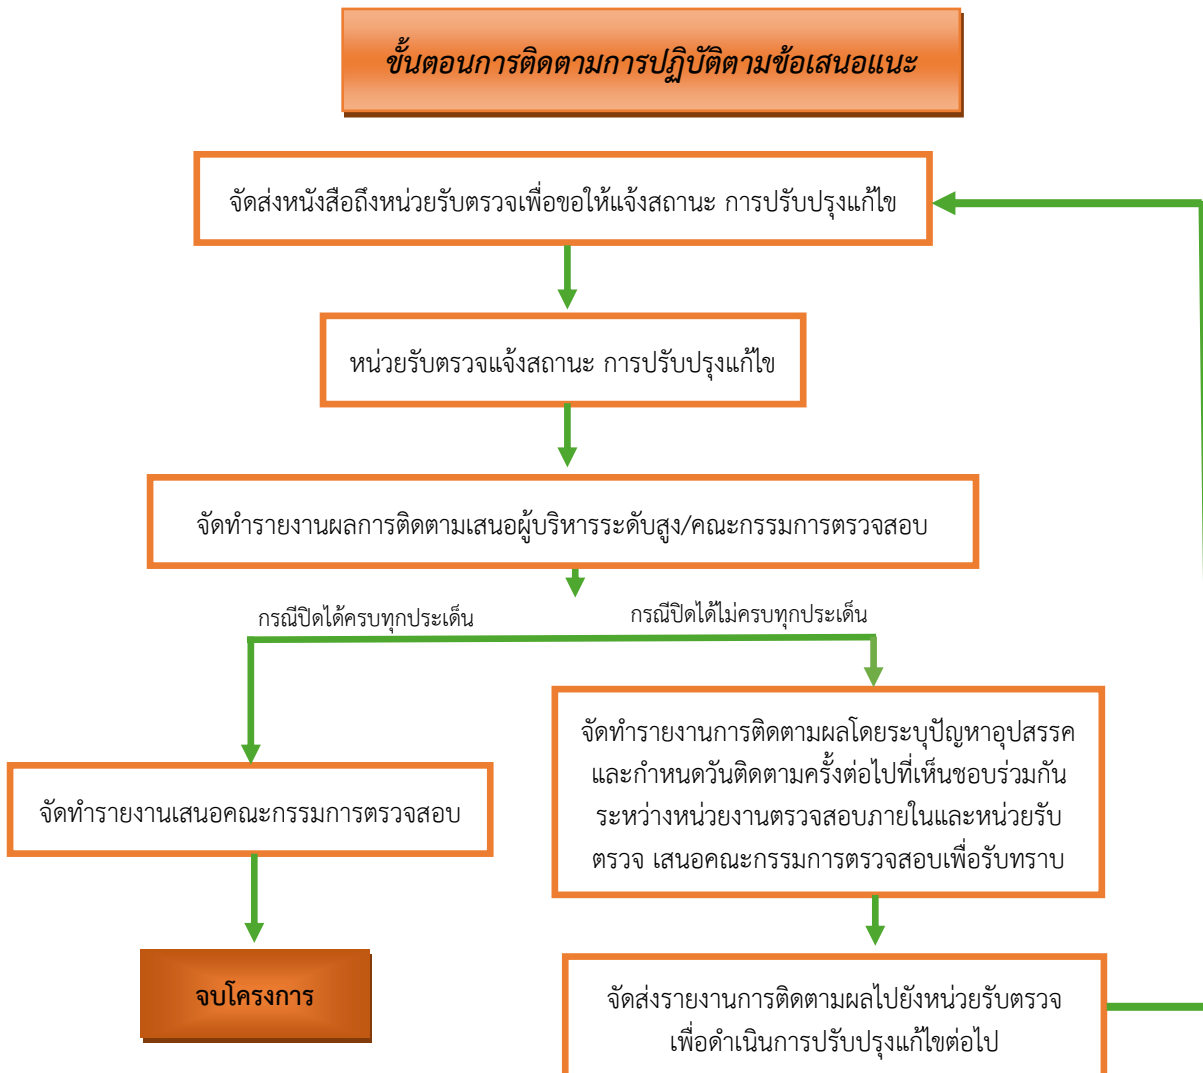 ขั้นตอนการติดตามการปฏิบัติตามข้อเสนอแนะ
จัดส่งหนังสือถึงหน่วยรับตรวจเพื่อขอให้แจ้งสถานะ การปรับปรุงแก้ไข
หน่วยรับตรวจแจ้งสถานะ การปรับปรุงแก้ไข
จัดทำรายงานผลการติดตามเสนอผู้บริหารระดับสูง/คณะกรรมการตรวจสอบ
กรณีปิดได้ครบทุกประเด็น
กรณีปิดได้ไม่ครบทุกประเด็น
จัดทำรายงานเสนอคณะกรรมการตรวจสอบ
จบโครงการ
จัดทำรายงานการติดตามผลโดยระบุปัญหาอุปสรรค
และกำหนดวันติดตามครั้งต่อไปที่เห็นชอบร่วมกัน
ระหว่างหน่วยงานตรวจสอบภายในและหน่วยรับ
ตรวจ เสนอคณะกรรมการตรวจสอบเพื่อรับทราบ
จัดส่งรายงานการติดตามผลไปยังหน่วยรับตรวจ
เพื่อดำเนินการปรับปรุงแก้ไขต่อไป